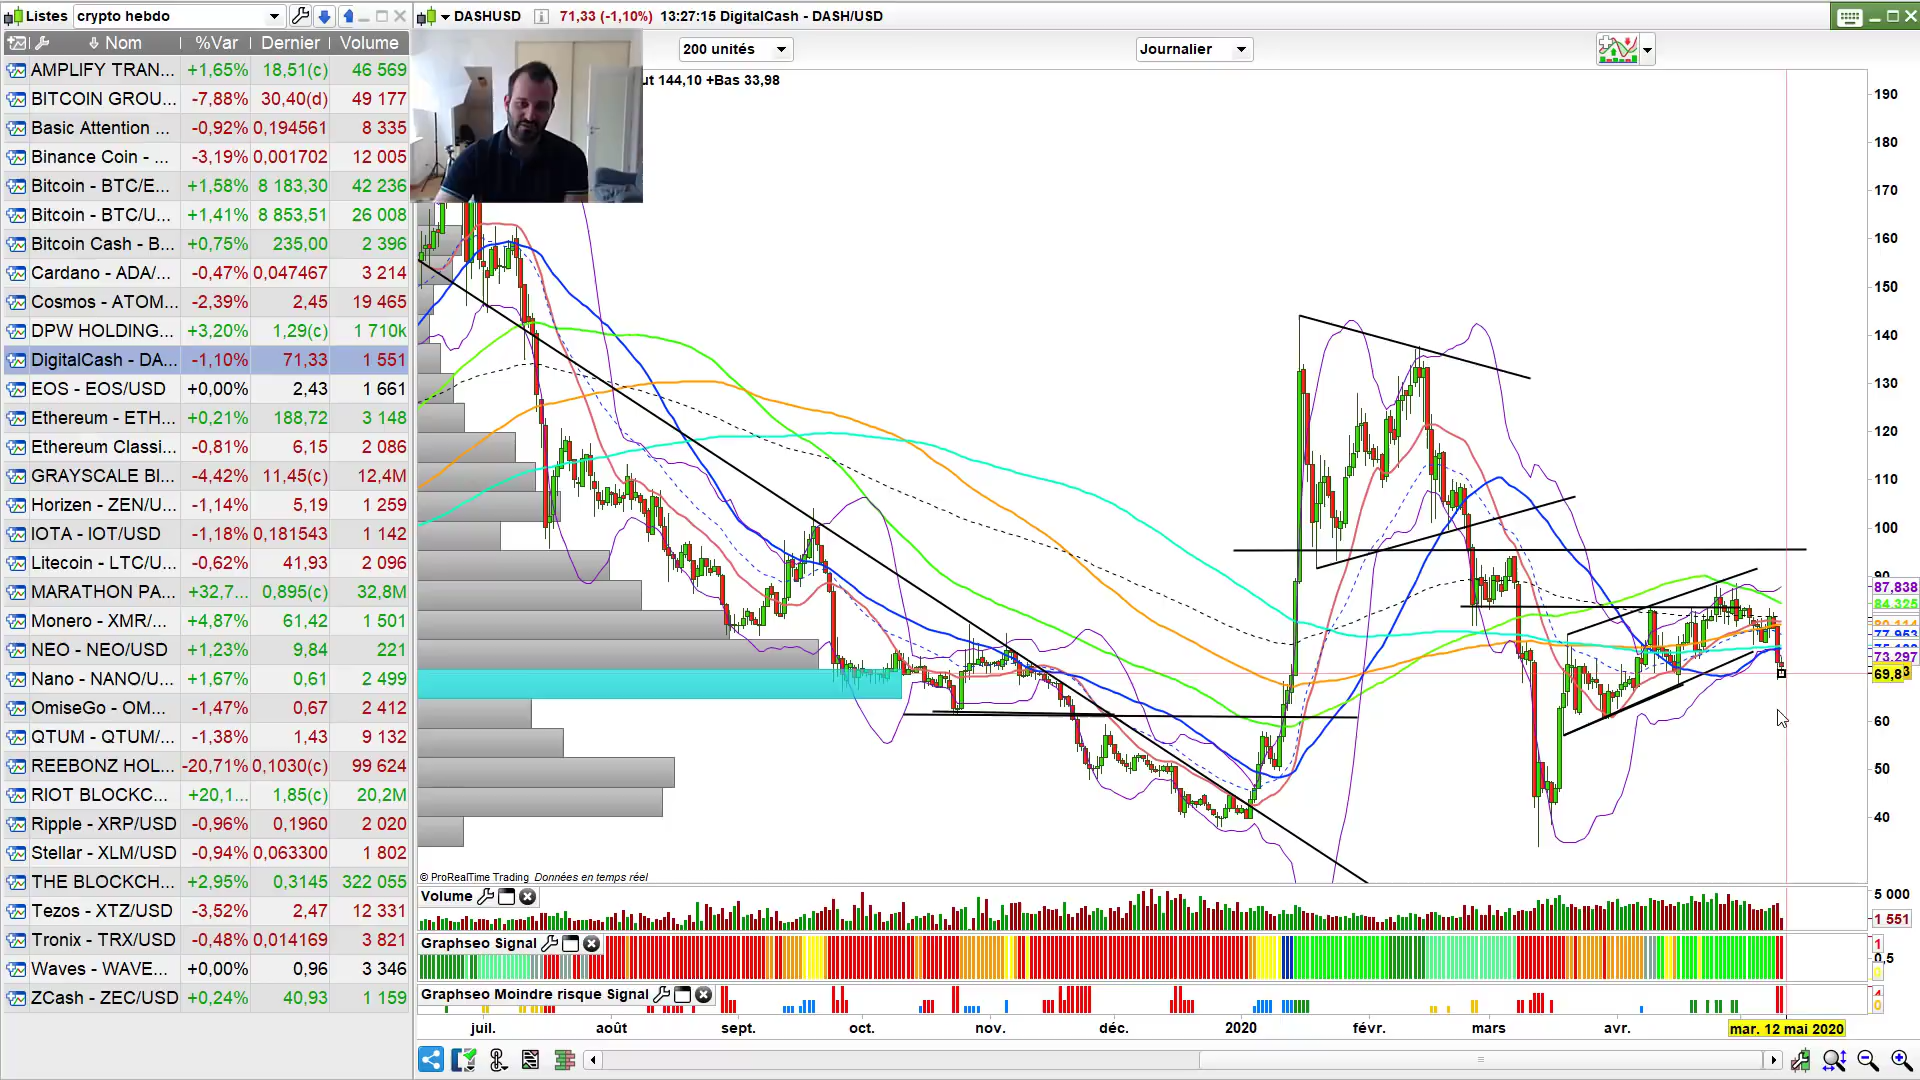 Listes crypto hebdo
DASHUSD 71,33 (-1,10%) 13:27:15 DigitalCash - DASH/USD
Nom %Var Dernier Volume
200 unités Journalier
ut 144,10 +Bas 33,98
AMPLIFY TRAN... +1,65% 18,51(c) 46 569
BITCOIN GROU... -7,88% 30,40(d) 49 177
Basic Attention ... -0,92% 0,194561 8 335
Binance Coin - ... -3,19% 0,001702 12 005
Bitcoin - BTC/E... +1,58% 8 183,30 42 236
Bitcoin - BTC/U... +1,41% 8 853,51 26 008
Bitcoin Cash - B... +0,75% 235,00 2 396
Cardano - ADA/... -0,47% 0,047467 3 214
Cosmos - ATOM... -2,39% 2,45 19 465
DPW HOLDING... +3,20% 1,29(c) 1 710k
DigitalCash - DA... -1,10% 71,33 1 551
EOS - EOS/USD +0,00% 2,43 1 661
Ethereum - ETH... +0,21% 188,72 3 148
Ethereum Classi... -0,81% 6,15 2 086
GRAYSCALE BI... -4,42% 11,45(c) 12,4M
Horizen - ZEN/U... -1,14% 5,19 1 259
IOTA - IOT/USD -1,18% 0,181543 1 142
Litecoin - LTC/U... -0,62% 41,93 2 096
MARATHON PA... +32,7... 0,895(c) 32,8M
Monero - XMR/... +4,87% 61,42 1 501
NEO - NEO/USD +1,23% 9,84 221
Nano - NANO/U... +1,67% 0,61 2 499
OmiseGo - OM... -1,47% 0,67 2 412
QTUM - QTUM/... -1,38% 1,43 9 132
REEBONZ HOL... -20,71% 0,1030(c) 99 624
RIOT BLOCKC... +20,1... 1,85(c) 20,2M
Ripple - XRP/USD -0,96% 0,1960 2 020
Stellar - XLM/USD -0,94% 0,063300 1 802
THE BLOCKCH... +2,95% 0,3145 322 055
Tezos - XTZ/USD -3,52% 2,47 12 331
Tronix - TRX/USD -0,48% 0,014169 3 821
Waves - WAVE... +0,00% 0,96 3 346
ZCash - ZEC/USD +0,24% 40,93 1 159
190
180
170
160
150
140
130
120
110
100
90
87,838
84,325
77,953
73,297
69,8
60
50
40
© ProRealTime Trading Données en temps réel
Volume
5 000
1 551
Graphseo Signal
1
0,5
0
Graphseo Moindre risque Signal
0
juil. août sept. oct. nov. déc. 2020 févr. mars avr. mar. 12 mai 2020